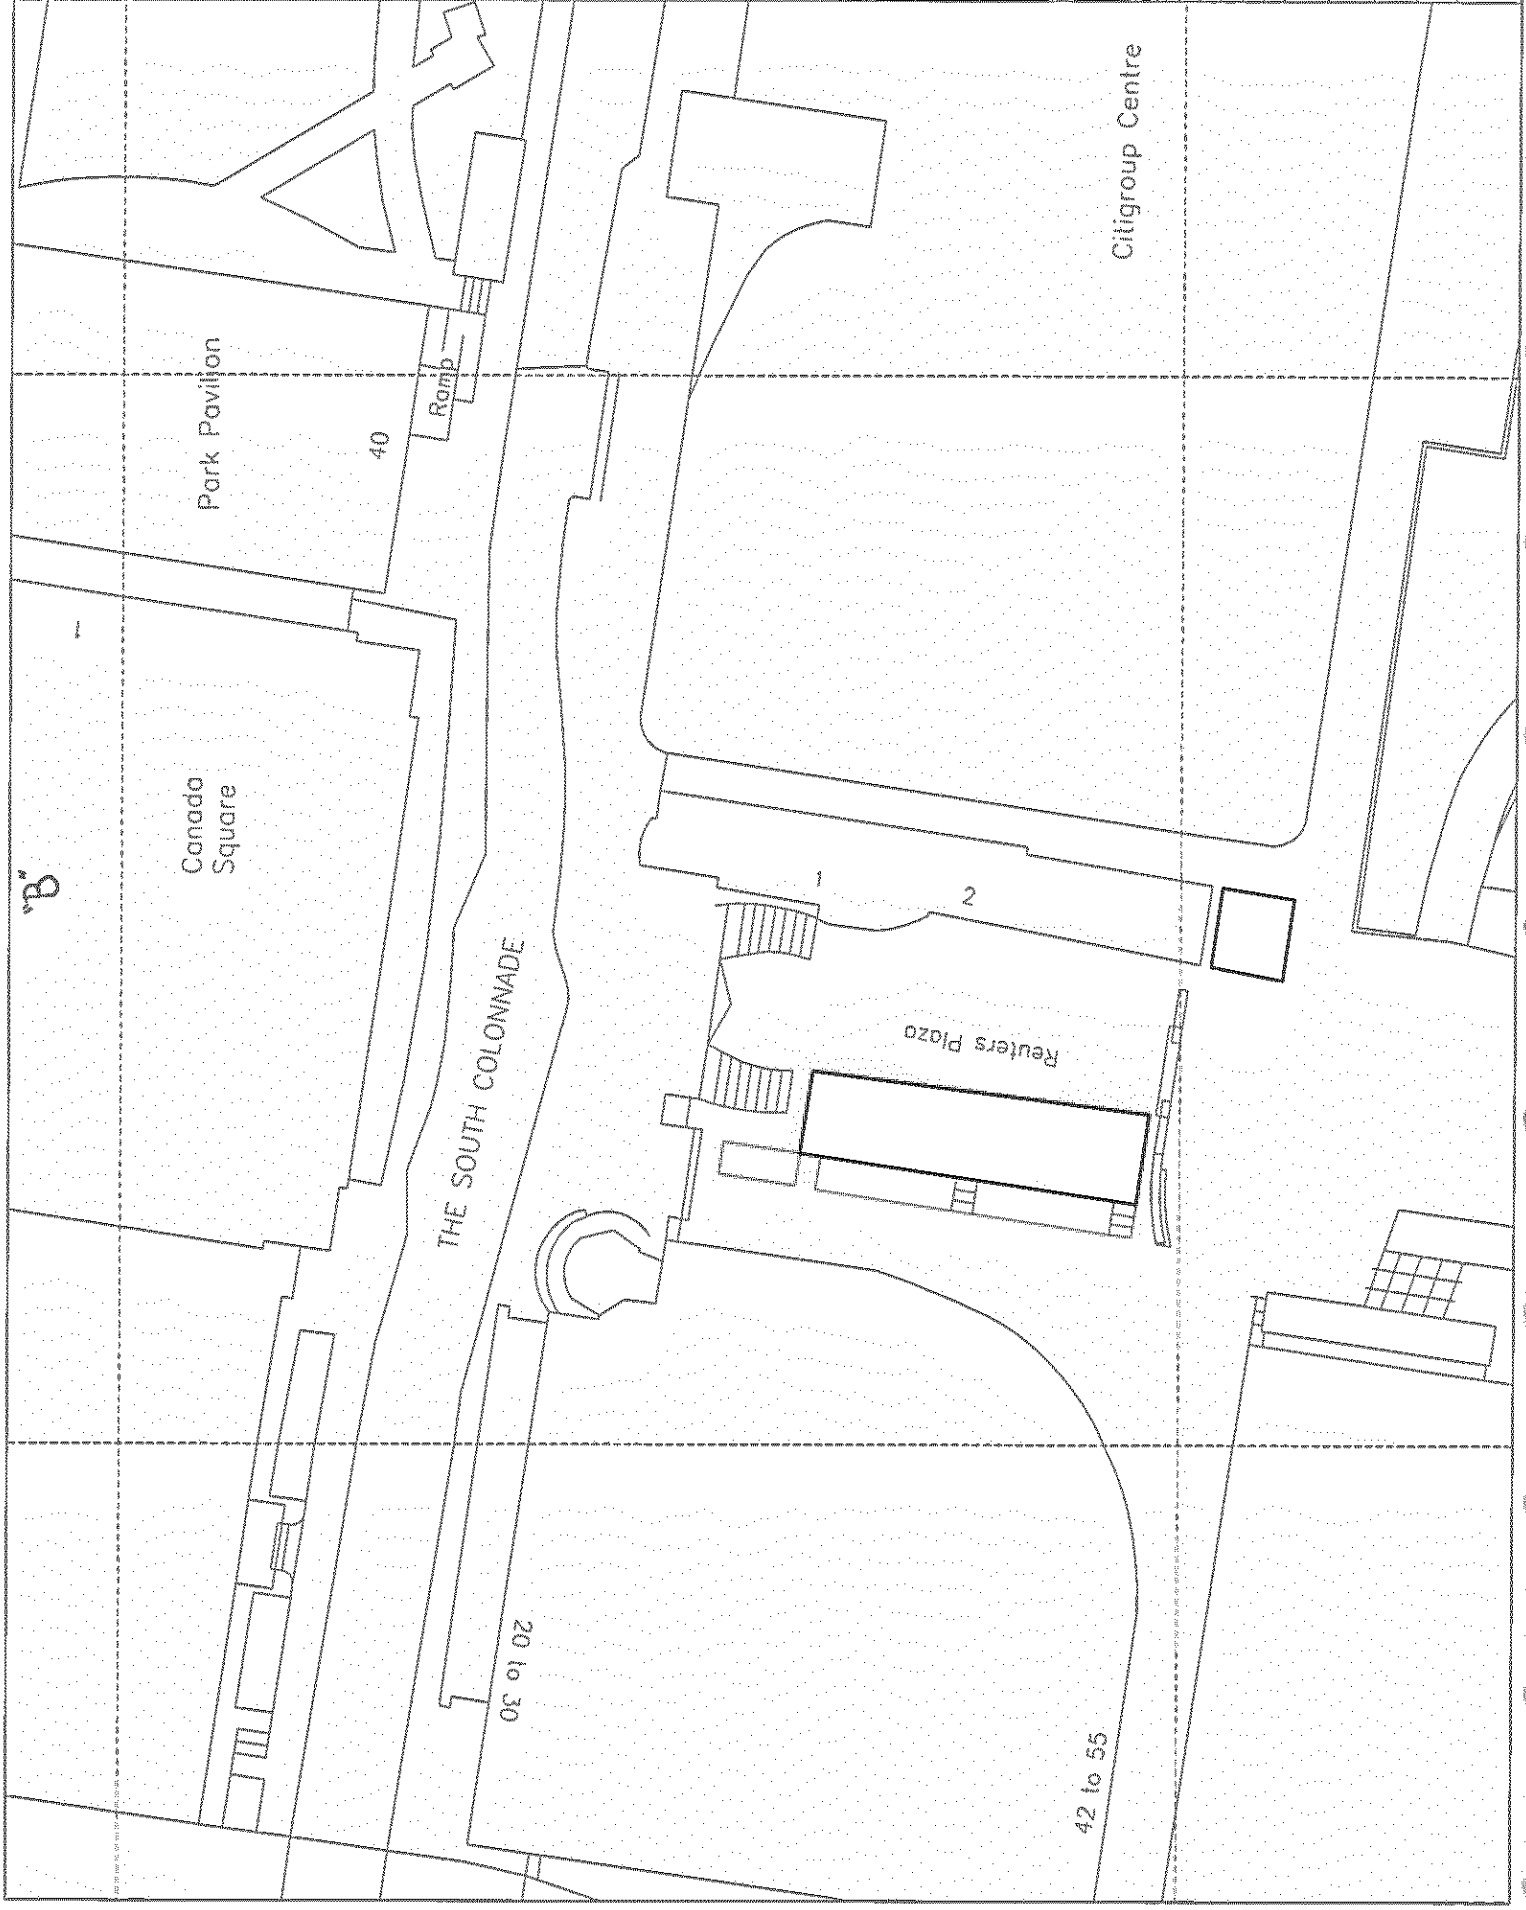 "B"
1
Canada
Square
Park Pavilion
40
Ramp
THE SOUTH COLONNADE
20 to 30
1
2
Reuters Plaza
Citigroup Centre
42 to 55